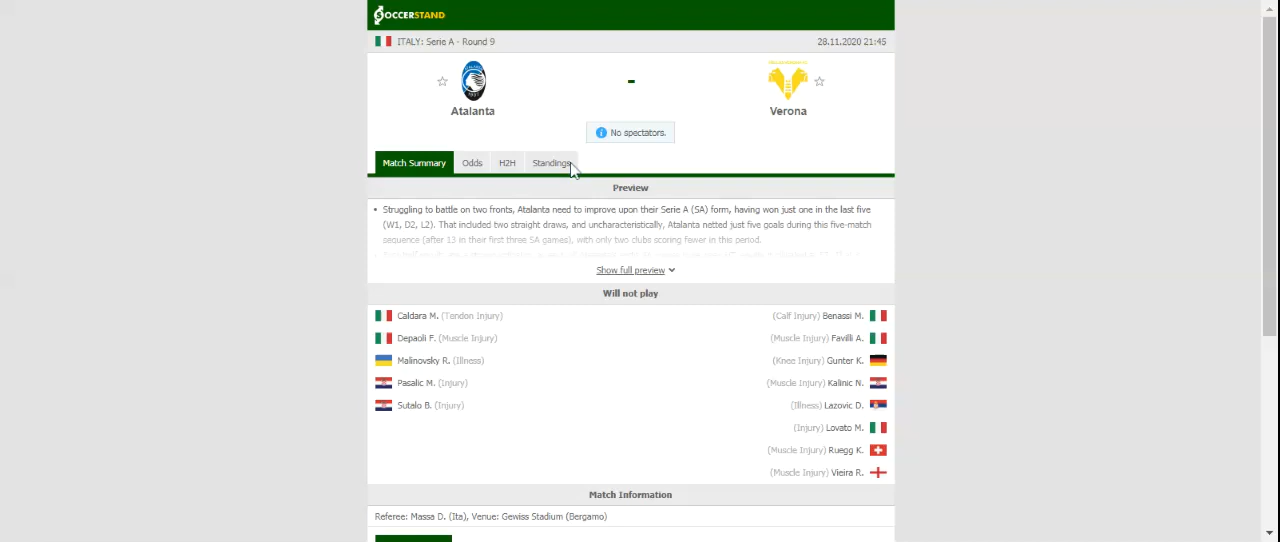 SOCCERSTAND
ITALY: Serie A - Round 9 28.11.2020 21:45
-
Atalanta Verona
No spectators.
Match Summary Odds H2H Standings
Preview
• Struggling to battle on two fronts, Atalanta need to improve upon their Serie A (SA) form, having won just one in the last five
(W1, D2, L2). That included two straight draws, and uncharacteristically, Atalanta netted just five goals during this five-match
sequence (after 13 in their first three SA games), with only two clubs scoring fewer in this period.
Show full preview
Will not play
Caldara M. (Tendon Injury) (Calf Injury) Benassi M.
Depaoli F. (Muscle Injury) (Muscle Injury) Favilli A.
Malinovsky R. (Illness) (Knee Injury) Gunter K.
Pasalic M. (Injury) (Muscle Injury) Kalinic N.
Sutalo B. (Injury) (Illness) Lazovic D.
(Injury) Lovato M.
(Muscle Injury) Ruegg K.
(Muscle Injury) Vieira R.
Match Information
Referee: Massa D. (Ita), Venue: Gewiss Stadium (Bergamo)